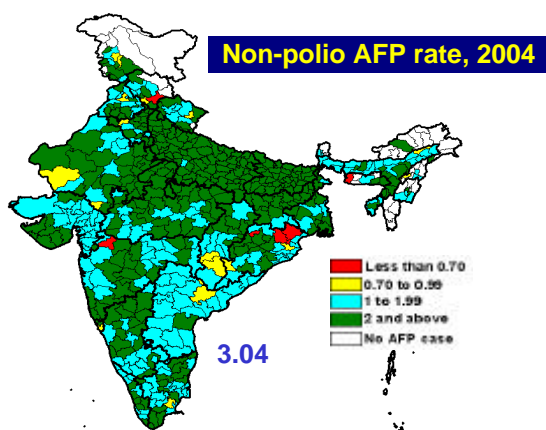 Non-polio AFP rate, 2004
Less than 0.70
0.70 to 0.99
1 to 1.99
2 and above
No AFP case
3.04